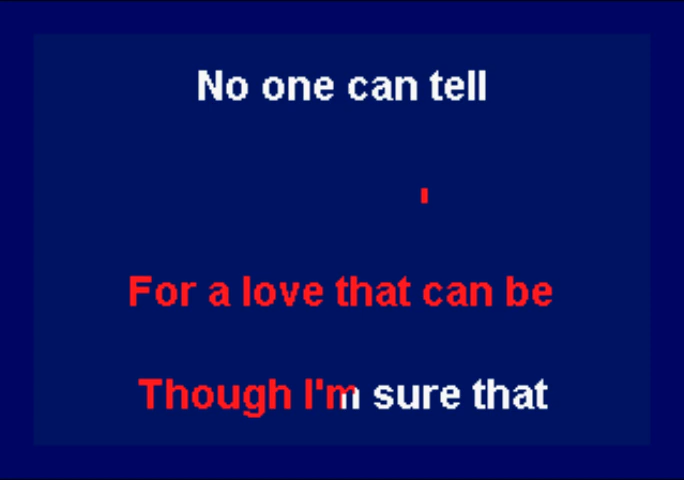 No one can tell
For a love that can be
Though I'm sure that